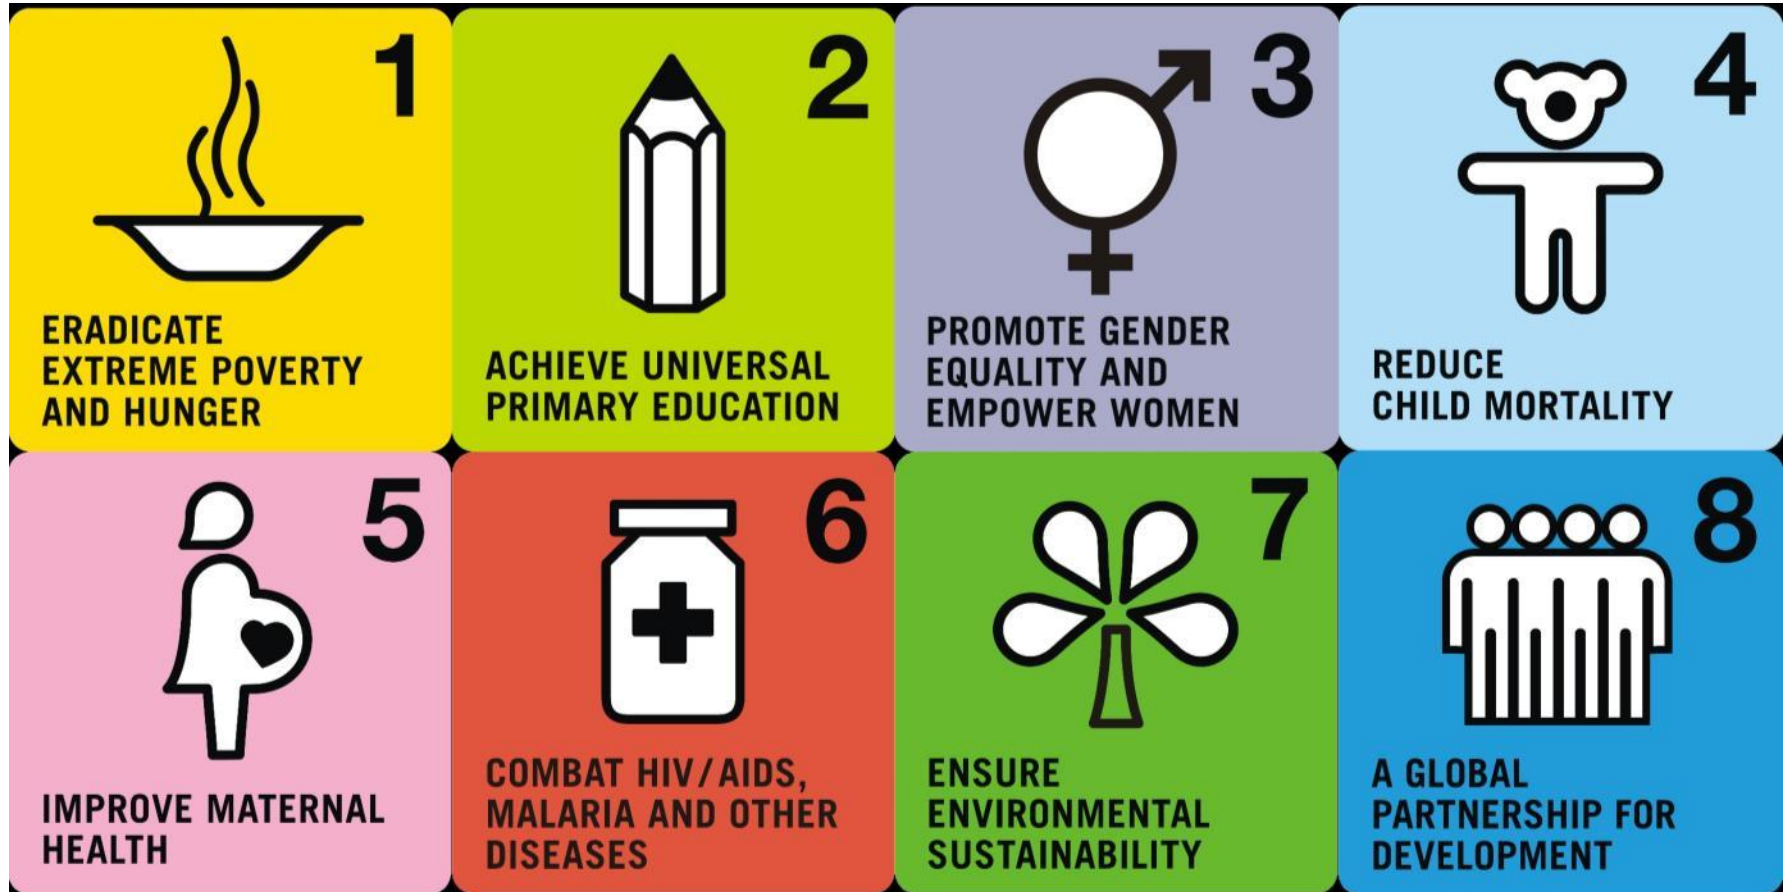 1
ERADICATE
EXTREME POVERTY
AND HUNGER
2
ACHIEVE UNIVERSAL
PRIMARY EDUCATION
3
PROMOTE GENDER
EQUALITY AND
EMPOWER WOMEN
4
REDUCE
CHILD MORTALITY
5
IMPROVE MATERNAL
HEALTH
6
COMBAT HIV/AIDS,
MALARIA AND OTHER
DISEASES
7
ENSURE
ENVIRONMENTAL
SUSTAINABILITY
8
A GLOBAL
PARTNERSHIP FOR
DEVELOPMENT